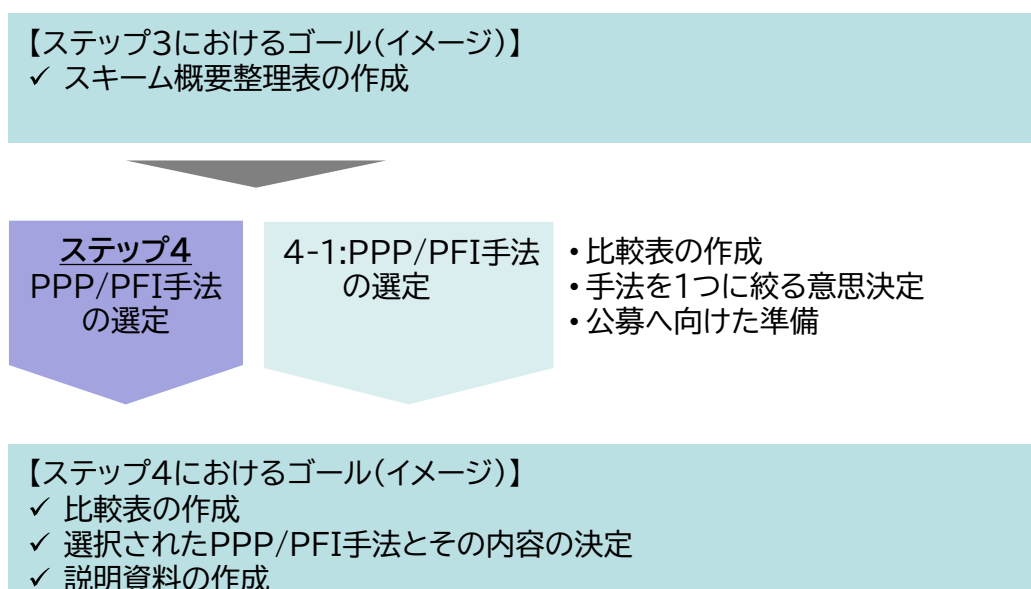 【ステップ3におけるゴール(イメージ)】
✓ スキーム概要整理表の作成
ステップ4
PPP/PFI手法
の選定
4-1:PPP/PFI手法
の選定
•比較表の作成
•手法を1つに絞る意思決定
•公募へ向けた準備
【ステップ4におけるゴール(イメージ)】
✓ 比較表の作成
✓ 選択されたPPP/PFI手法とその内容の決定
✓ 説明資料の作成